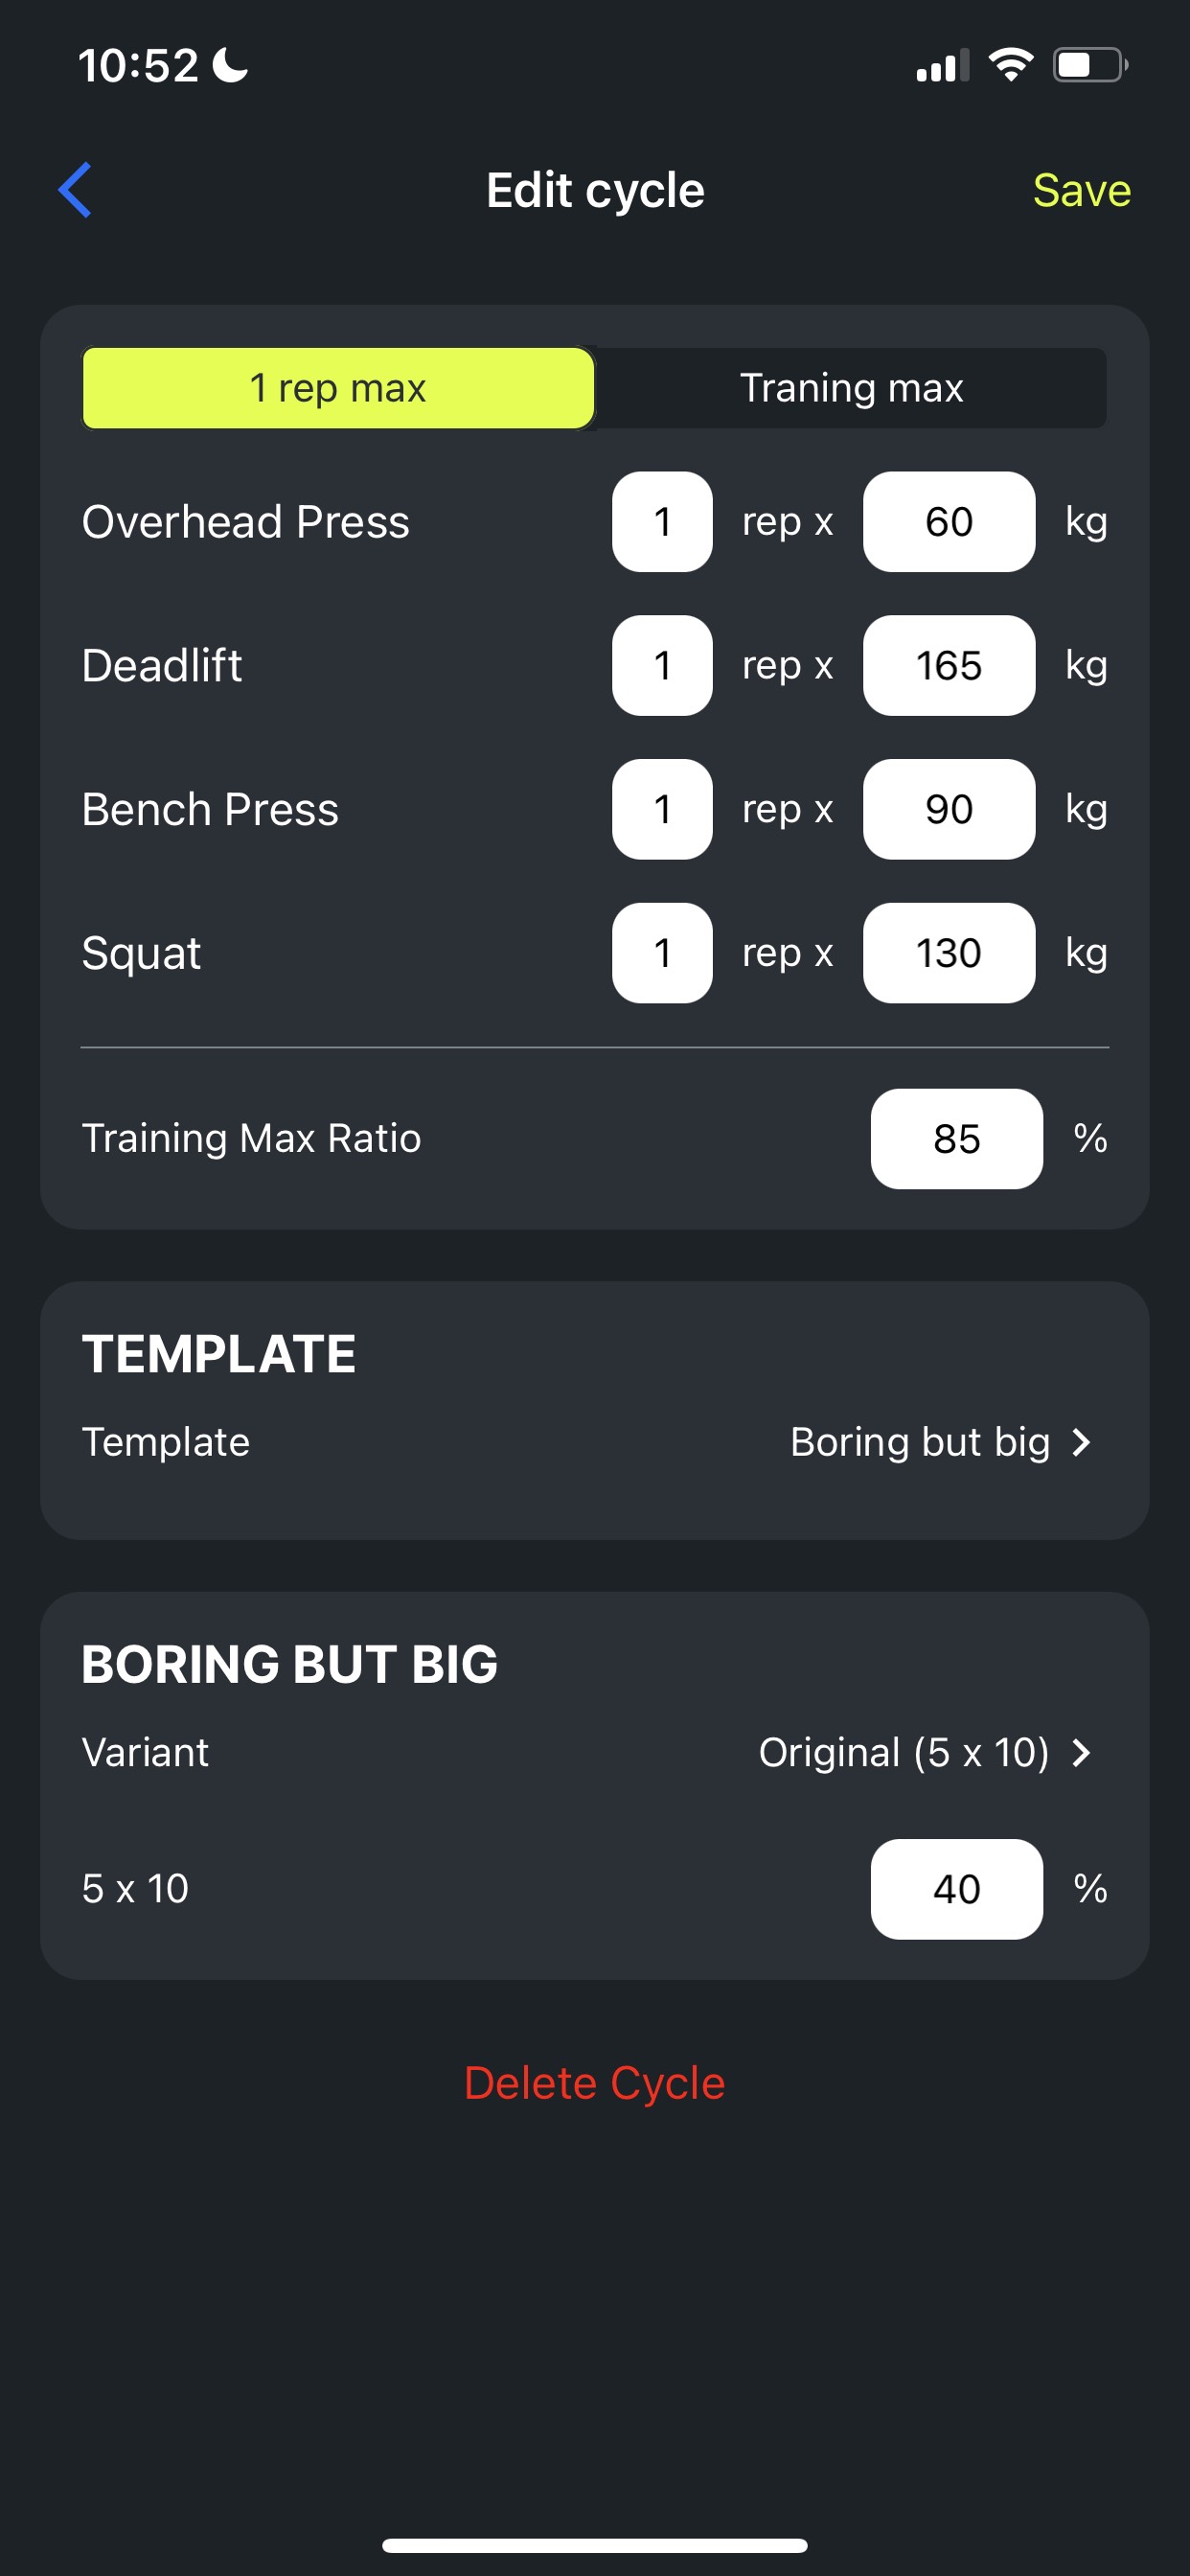 10:52
Edit cycle Save
1 rep max Traning max
Overhead Press 1 rep x 60 kg
Deadlift 1 rep x 165 kg
Bench Press 1 rep x 90 kg
Squat 1 rep x 130 kg
Training Max Ratio 85 %
TEMPLATE
Template Boring but big
BORING BUT BIG
Variant Original (5 x 10)
5 x 10 40 %
Delete Cycle